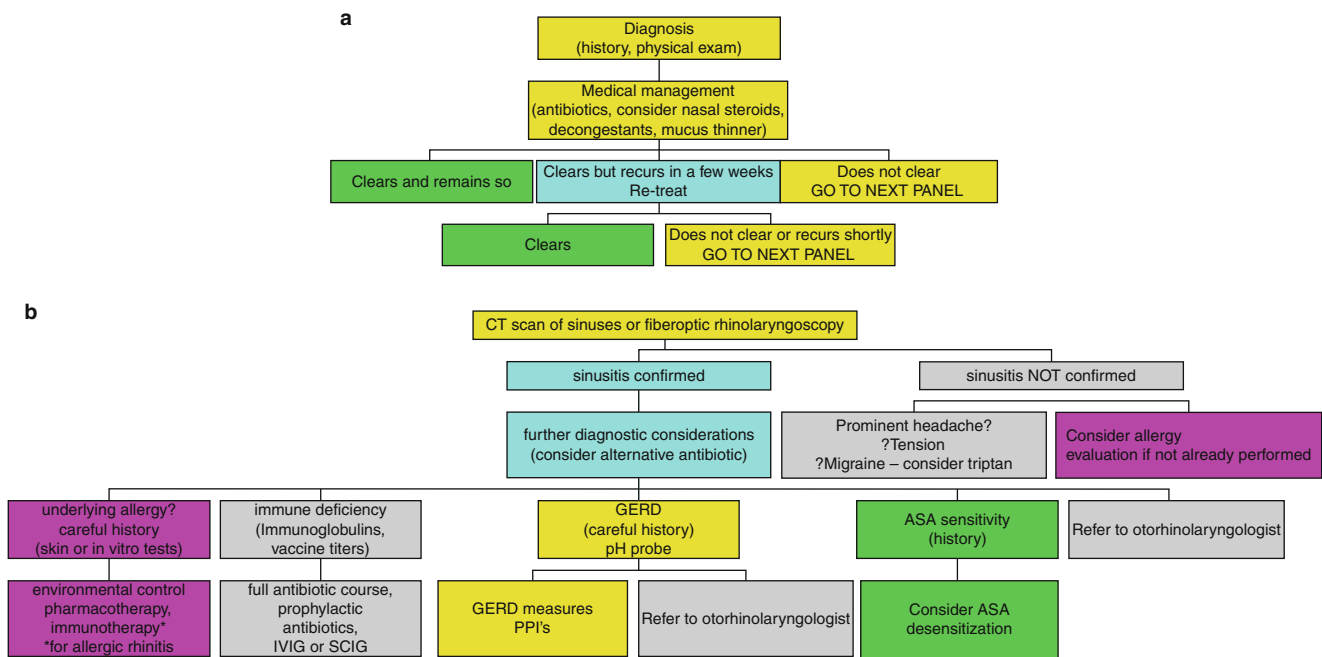 a
Diagnosis
(history, physical exam)
Medical management
(antibiotics, consider nasal steroids,
decongestants, mucus thinner)
Clears and remains so
Clears but recurs in a few weeks
Re-treat
Does not clear
GO TO NEXT PANEL
Clears
Does not clear or recurs shortly
GO TO NEXT PANEL
b
CT scan of sinuses or fiberoptic rhinolaryngoscopy
sinusitis confirmed
sinusitis NOT confirmed
further diagnostic considerations
(consider alternative antibiotic)
Prominent headache?
?Tension
?Migraine – consider triptan
Consider allergy
evaluation if not already performed
underlying allergy?
careful history
(skin or in vitro tests)
immune deficiency
(Immunoglobulins,
vaccine titers)
GERD
(careful history)
pH probe
ASA sensitivity
(history)
Refer to otorhinolaryngologist
environmental control
pharmacotherapy,
immunotherapy*
*for allergic rhinitis
full antibiotic course,
prophylactic
antibiotics,
IVIG or SCIG
GERD measures
PPI's
Refer to otorhinolaryngologist
Consider ASA
desensitization